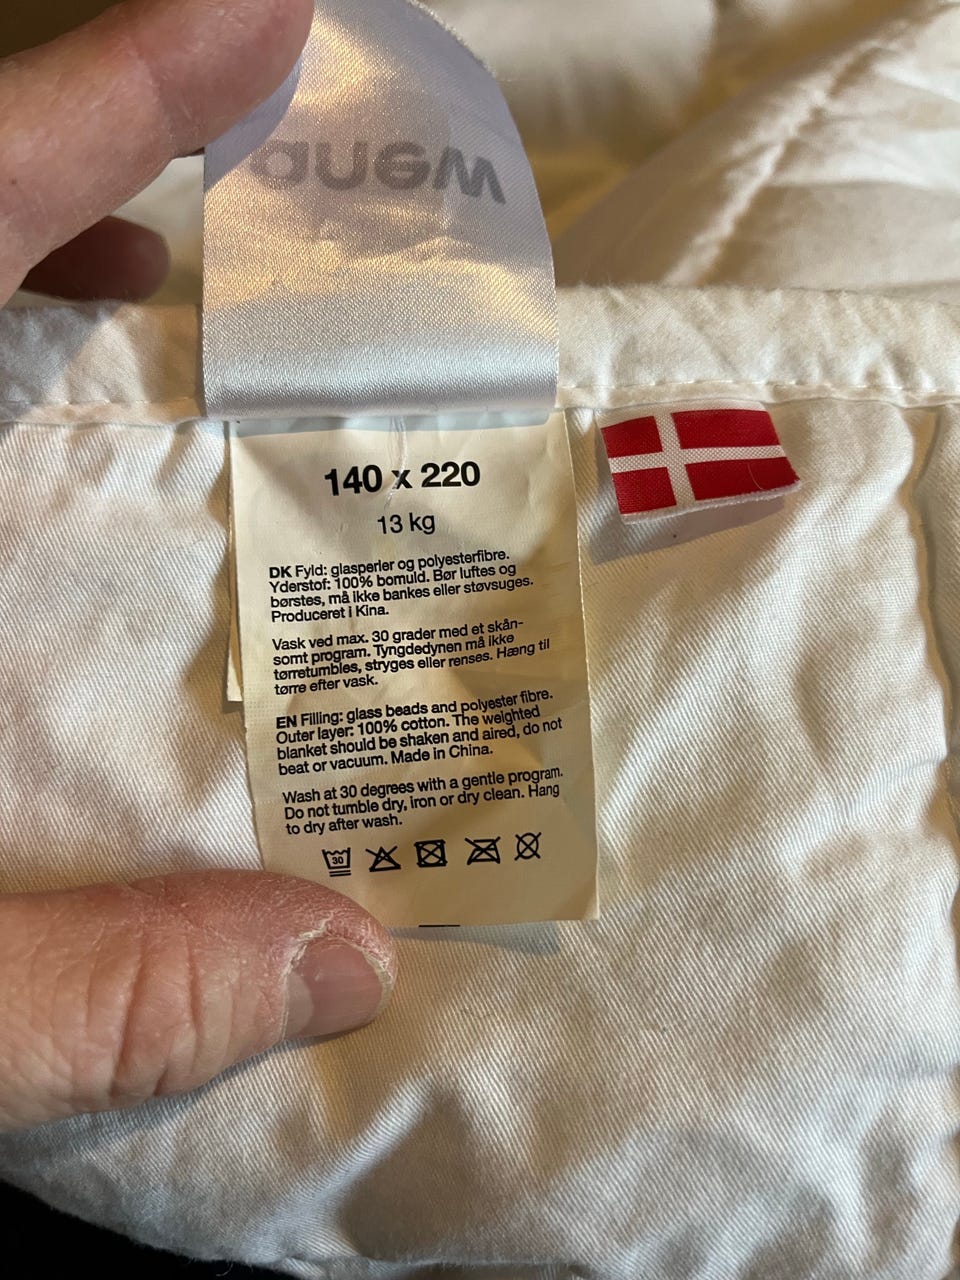 140 x 220
13 kg
DK Fyld: glasperler og polyesterfibre.
Yderstof: 100% bomuld. Bør luftes og
børstes, må ikke bankes eller støvsuges.
Produceret i Kina.
Vask ved max. 30 grader med et skån-
somt program. Tyngdedynen må ikke
tørretumbles, stryges eller renses. Hæng til
tørre efter vask.
EN Filling: glass beads and polyester fibre.
Outer layer: 100% cotton. The weighted
blanket should be shaken and aired, do not
beat or vacuum. Made in China.
Wash at 30 degrees with a gentle program.
Do not tumble dry, iron or dry clean. Hang
to dry after wash.
30